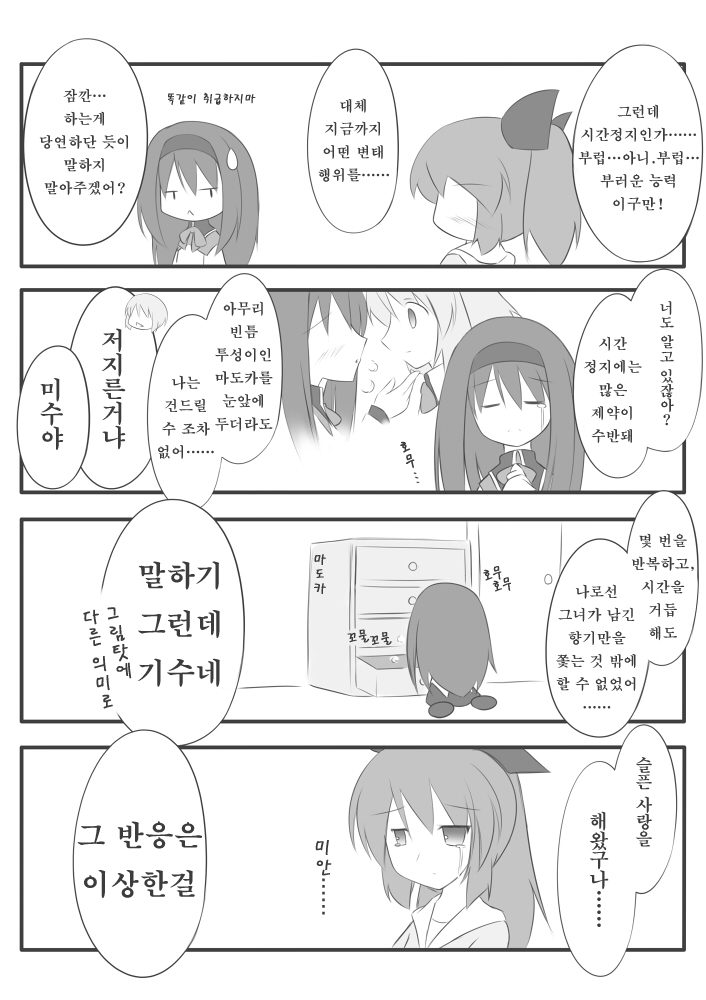 그런데
시간정지인가……
부럽…아니.부럽…
부러운 능력
이구만!
대체
지금까지
어떤 변태
행위를……
똑같이 취급하지마
잠깐…
하는게
당연하단 듯이
말하지
말아주겠어?
너도 알고 있잖아?
시간
정지에는
많은
제약이
수반돼
호무…
아무리
빈틈
투성이인
마도카를
눈앞에
두더라도
나는
건드릴
수 조차
없어……
저지른거냐
미수야
몇 번을
반복하고,
시간을
거듭
해도
나로선
그녀가 남긴
향기만을
쫓는 것 밖에
할 수 없었어
……
호무
호무
마도카
꼬물꼬물
말하기
그런데
기수네
그림탓에
다른 의미로
슬픈 사랑을
해왔구나……
미안……
그 반응은
이상한걸